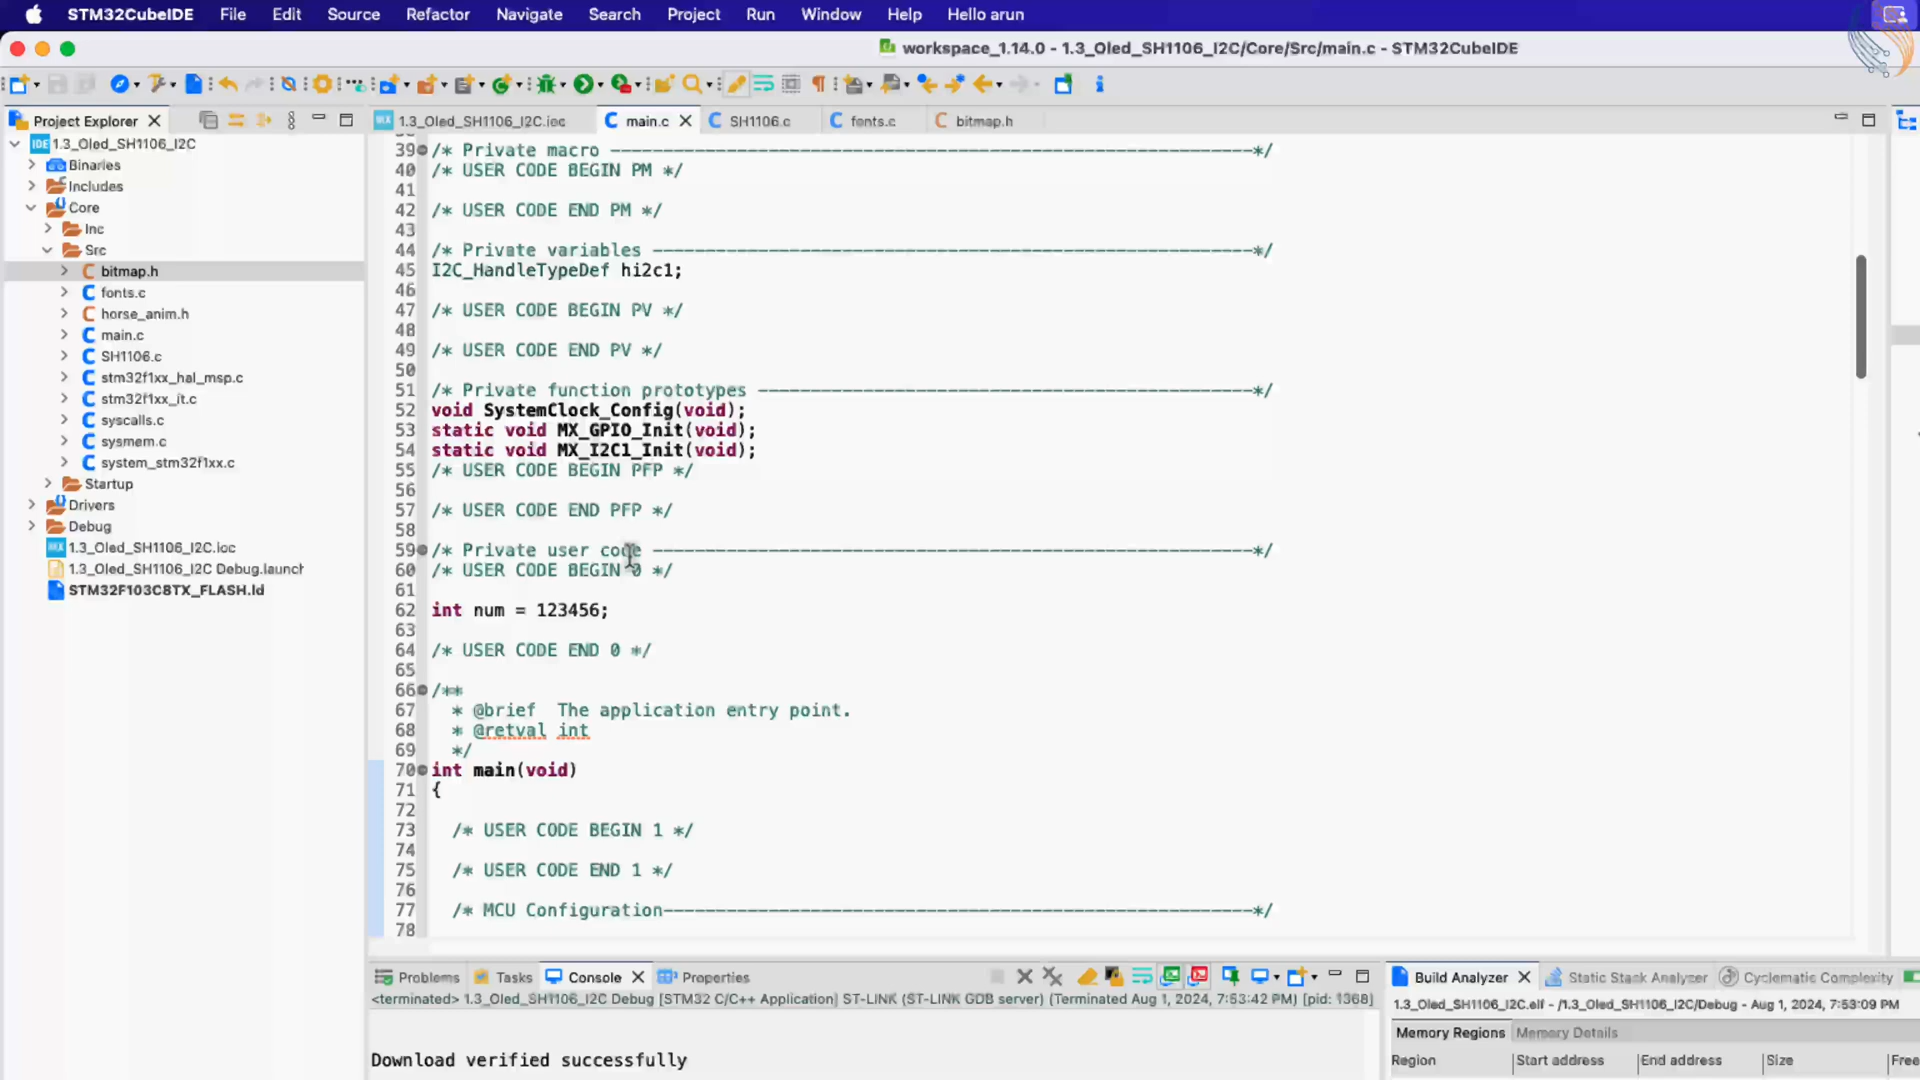 STM32CubeIDE File Edit Source Refactor Navigate Search Project Run Window Help Hello arun
workspace_1.14.0 - 1.3_Oled_SH1106_I2C/Core/Src/main.c - STM32CubeIDE
Project Explorer
1.3_Oled_SH1106_I2C
Binaries
Includes
Core
Inc
Src
bitmap.h
fonts.c
horse_anim.h
main.c
SH1106.c
stm32f1xx_hal_msp.c
stm32f1xx_it.c
syscalls.c
sysmem.c
system_stm32f1xx.c
Startup
Drivers
Debug
1.3_Oled_SH1106_I2C.ioc
1.3_Oled_SH1106_I2C Debug.launch
STM32F103C8TX_FLASH.ld
1.3_Oled_SH1106_I2C.ioc main.c SH1106.c fonts.c bitmap.h
39 /* Private macro -------------------------------------------------------------*/
40 /* USER CODE BEGIN PM */
41
42 /* USER CODE END PM */
43
44 /* Private variables ---------------------------------------------------------*/
45 I2C_HandleTypeDef hi2c1;
46
47 /* USER CODE BEGIN PV */
48
49 /* USER CODE END PV */
50
51 /* Private function prototypes -----------------------------------------------*/
52 void SystemClock_Config(void);
53 static void MX_GPIO_Init(void);
54 static void MX_I2C1_Init(void);
55 /* USER CODE BEGIN PFP */
56
57 /* USER CODE END PFP */
58
59 /* Private user code ---------------------------------------------------------*/
60 /* USER CODE BEGIN 0 */
61
62 int num = 123456;
63
64 /* USER CODE END 0 */
65
66 /**
67 * @brief The application entry point.
68 * @retval int
69 */
70 int main(void)
71 {
72
73 /* USER CODE BEGIN 1 */
74
75 /* USER CODE END 1 */
76
77 /* MCU Configuration--------------------------------------------------------*/
78
Problems Tasks Console Properties
<terminated> 1.3_Oled_SH1106_I2C Debug [STM32 C/C++ Application] ST-LINK (ST-LINK GDB server) (Terminated Aug 1, 2024, 7:53:42 PM) [pid: 1368]
Download verified successfully
Build Analyzer Static Stack Analyzer Cyclomatic Complexity
1.3_Oled_SH1106_I2C.elf - /1.3_Oled_SH1106_I2C/Debug - Aug 1, 2024, 7:53:09 PM
Memory Regions Memory Details
Region Start address End address Size Free